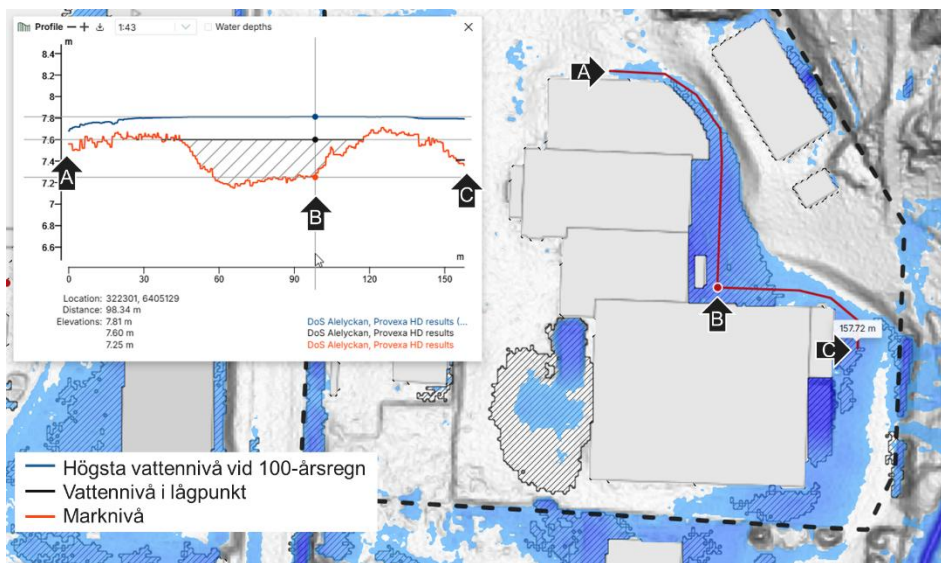 Profile 1:43 Water depths
m
8.4
8.2
8
7.8
7.6
7.4
7.2
7
6.8
6.6
A
B
C
m
0 30 60 90 120 150
Location: 322301, 6405129
Distance: 98.34 m
Elevations: 7.81 m DoS Alelyckan, Provexa HD results (...
7.60 m DoS Alelyckan, Provexa HD results
7.25 m DoS Alelyckan, Provexa HD results
A
B
157.72 m
C
Högsta vattennivå vid 100-årsregn
Vattennivå i lågpunkt
Marknivå